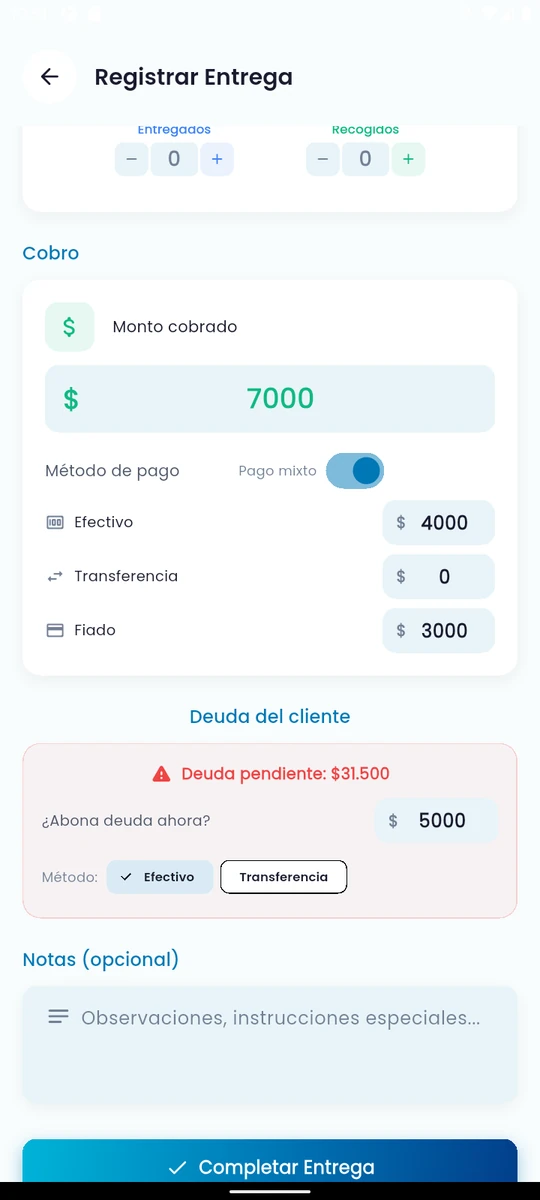 Registrar Entrega
Entregados Recogidos
− 0 + − 0 +
Cobro
$ Monto cobrado
$ 7000
Método de pago Pago mixto
Efectivo $ 4000
Transferencia $ 0
Fiado $ 3000
Deuda del cliente
Deuda pendiente: $31.500
¿Abona deuda ahora? $ 5000
Método: Efectivo Transferencia
Notas (opcional)
Observaciones, instrucciones especiales...
Completar Entrega